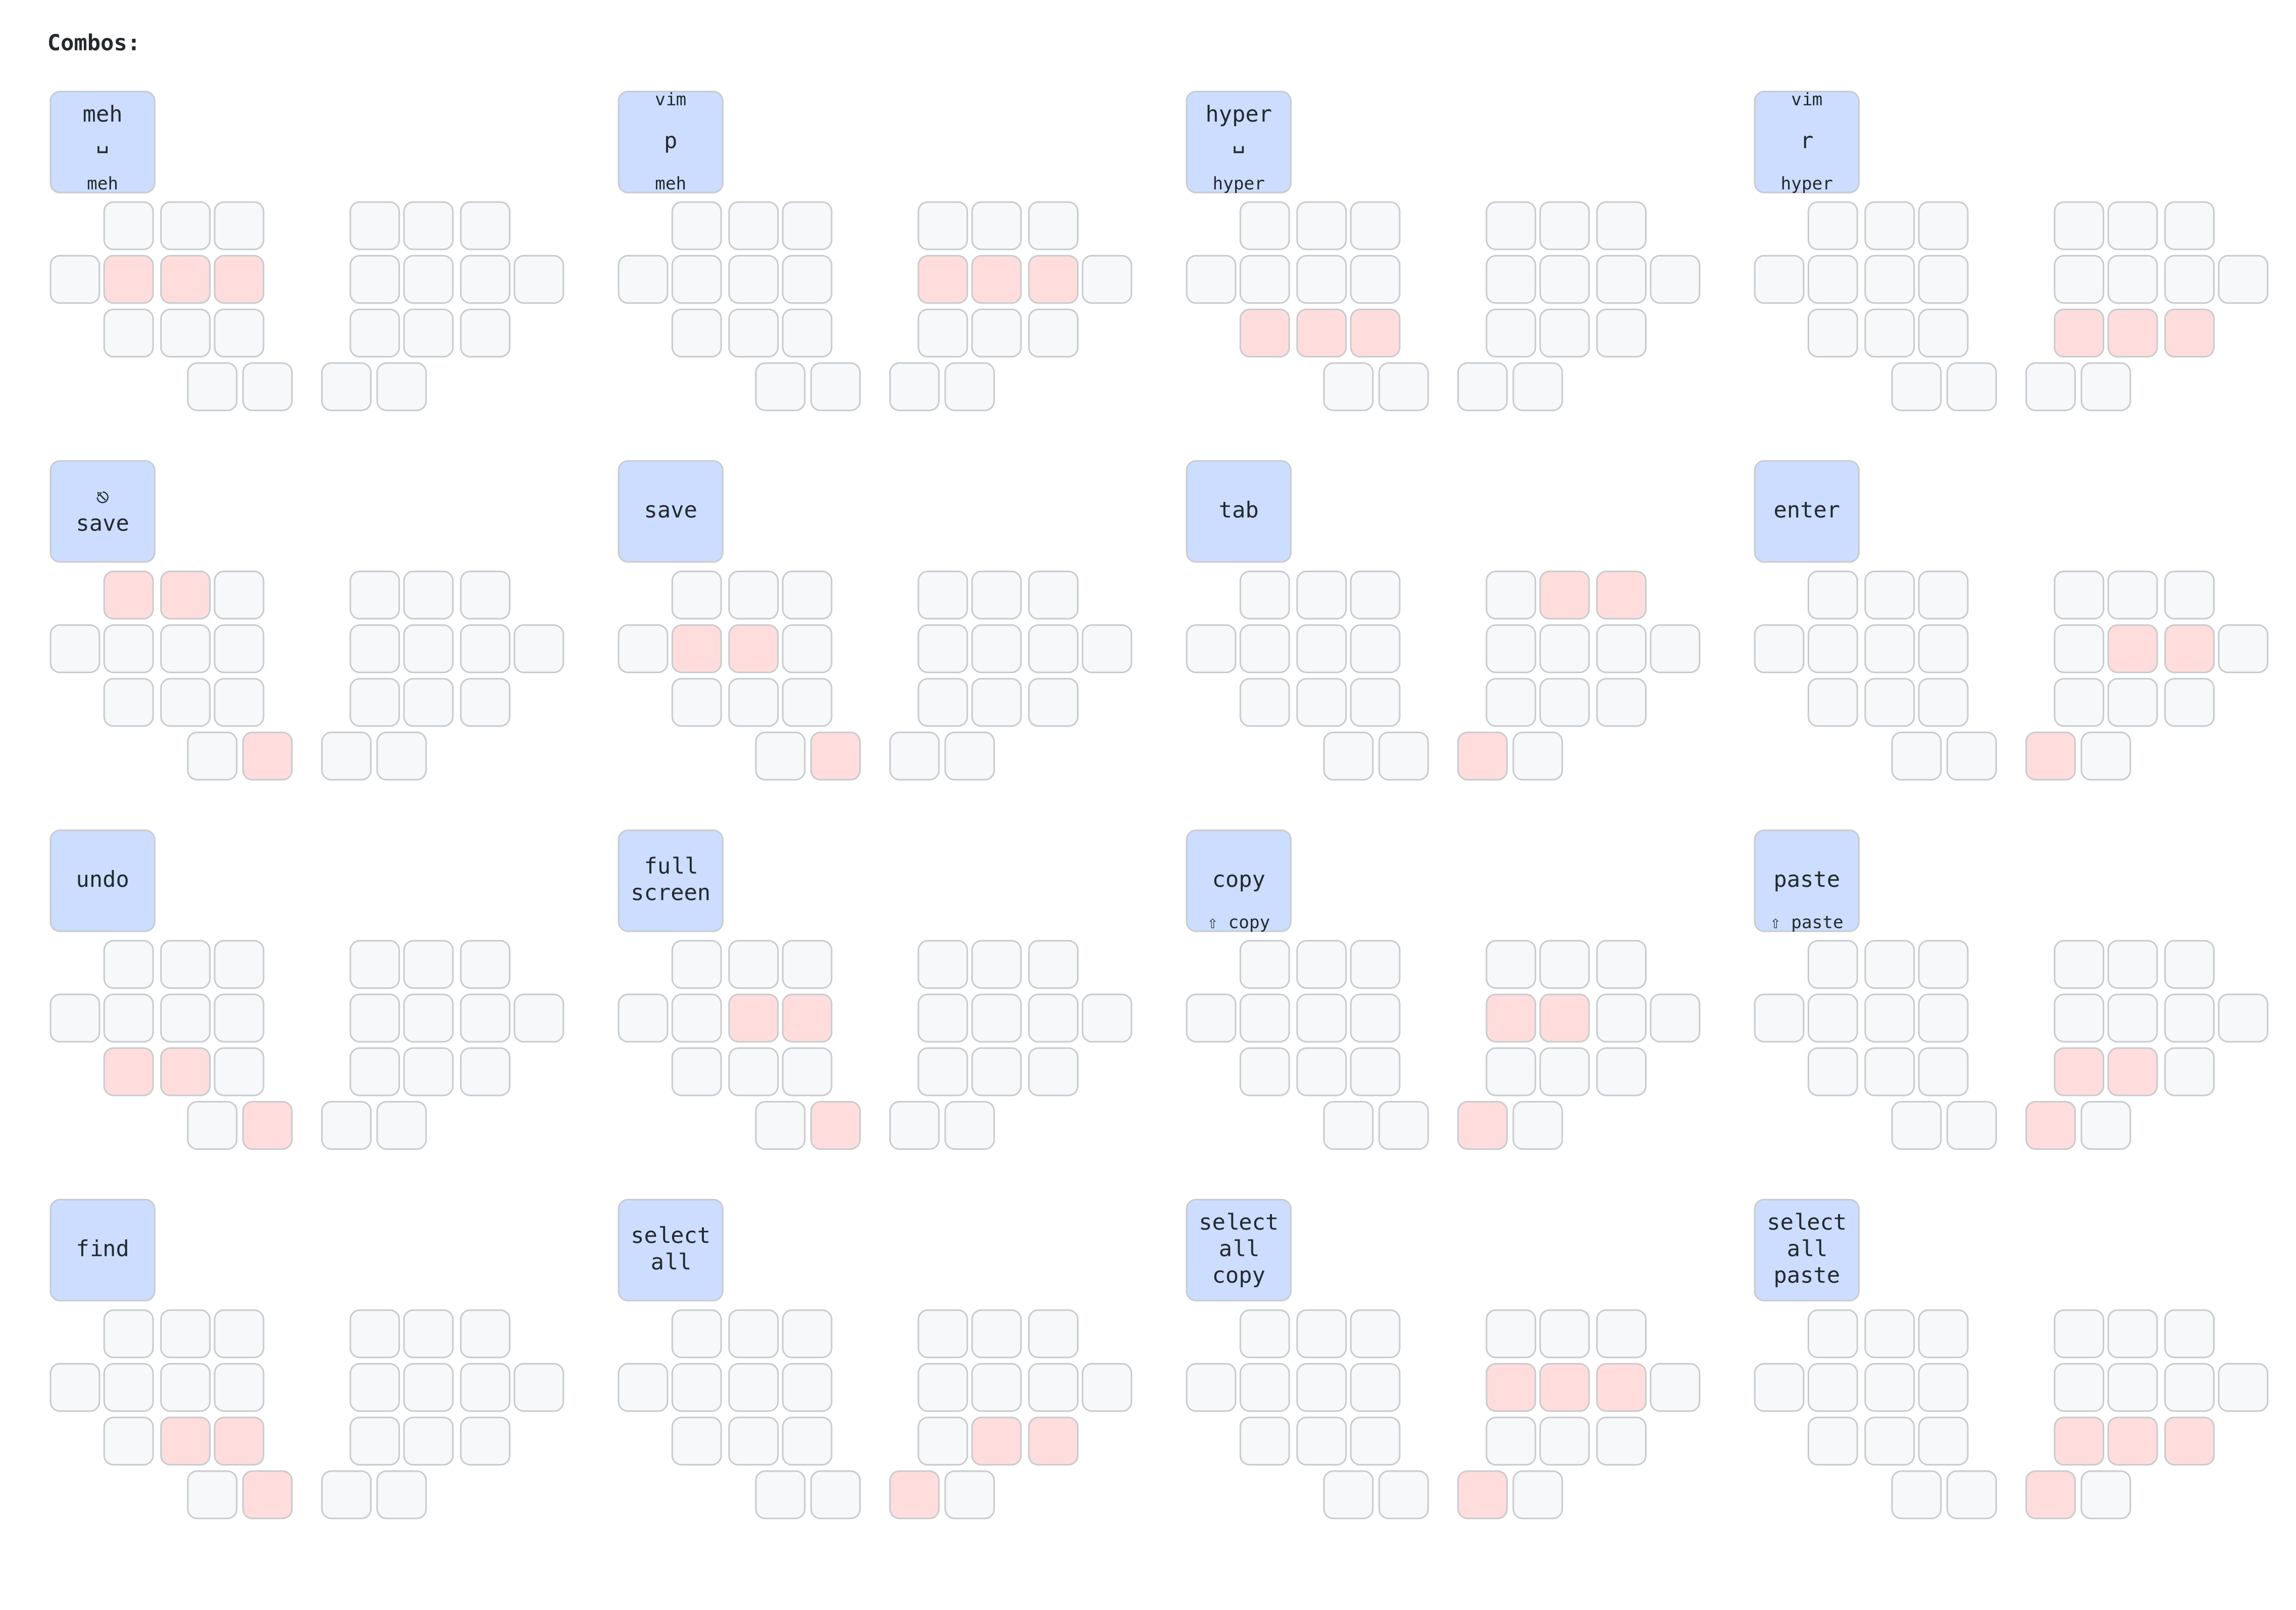 Combos:
meh
␣
meh
vim
p
meh
hyper
␣
hyper
vim
r
hyper
⎋
save
save
tab
enter
undo
full
screen
copy
⇧ copy
paste
⇧ paste
find
select
all
select
all
copy
select
all
paste